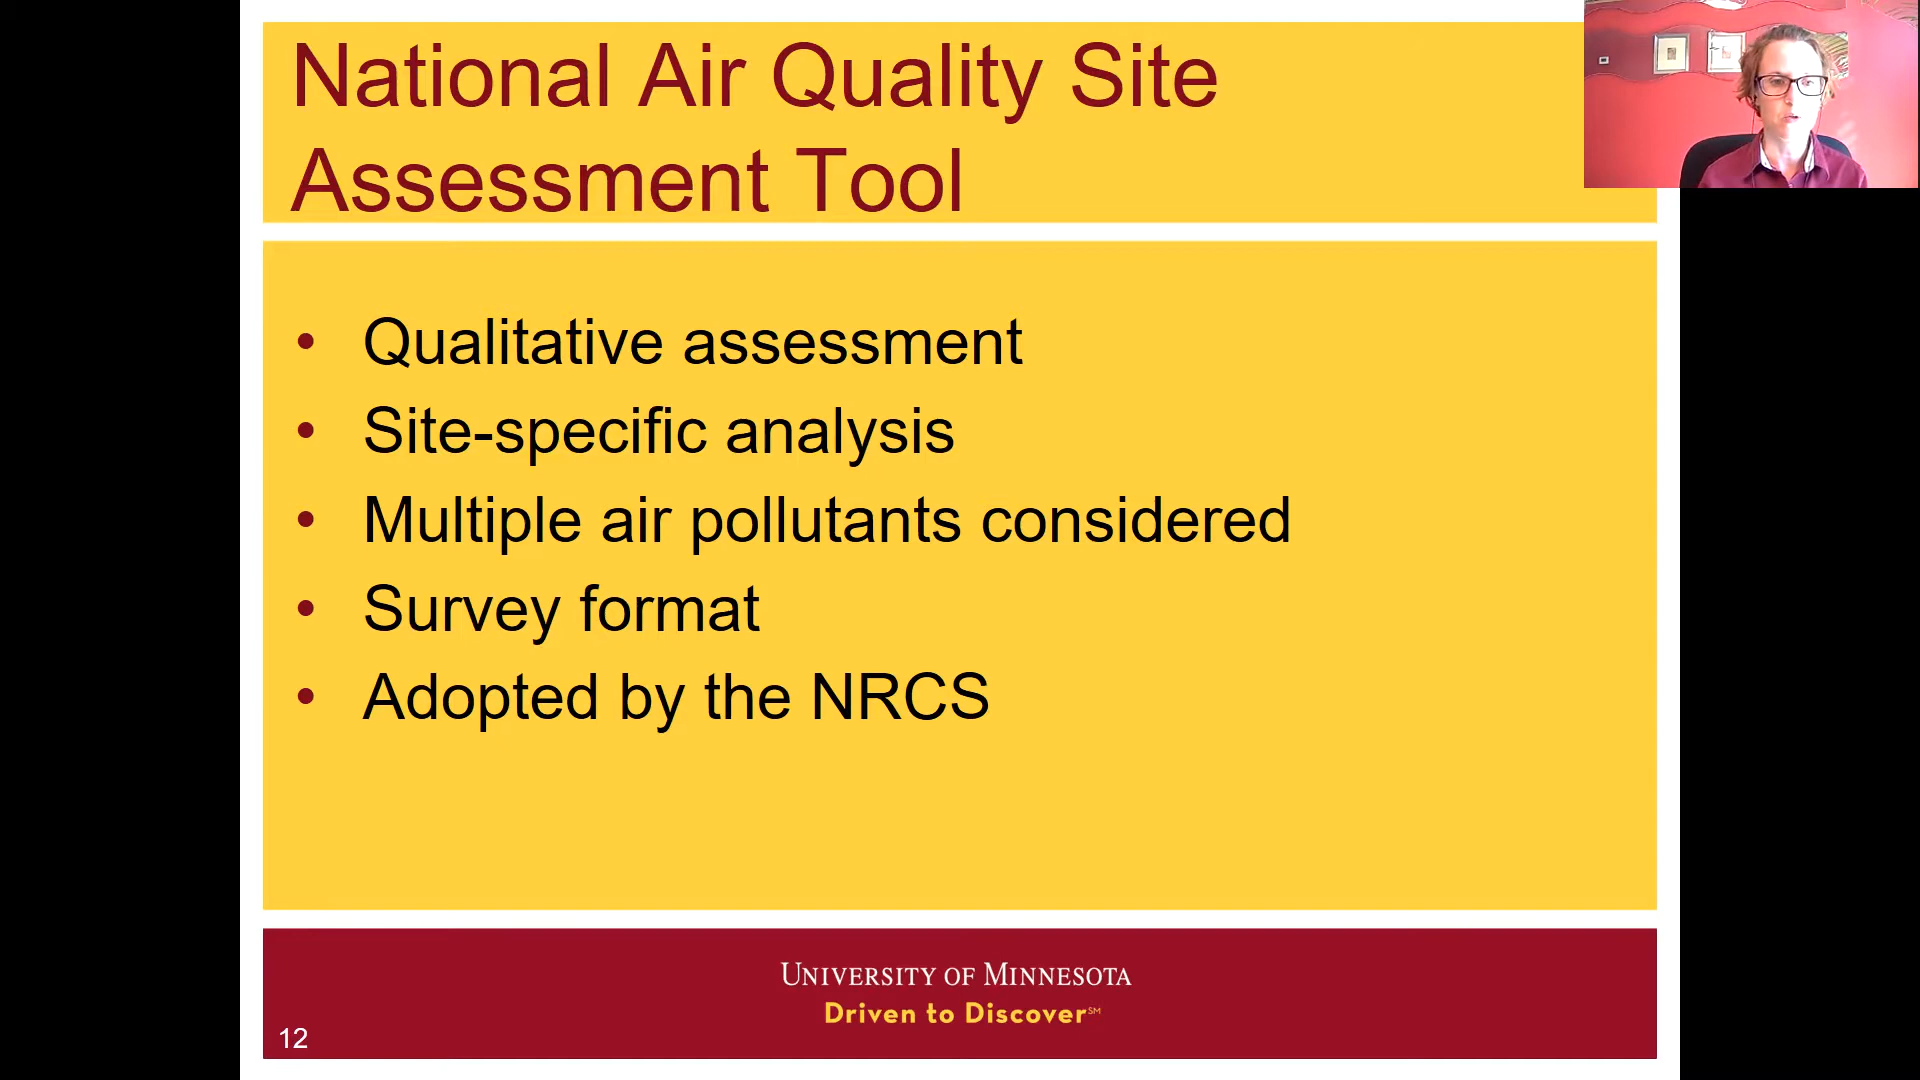 National Air Quality Site
Assessment Tool
• Qualitative assessment
• Site-specific analysis
• Multiple air pollutants considered
• Survey format
• Adopted by the NRCS
UNIVERSITY OF MINNESOTA
Driven to Discover℠
12